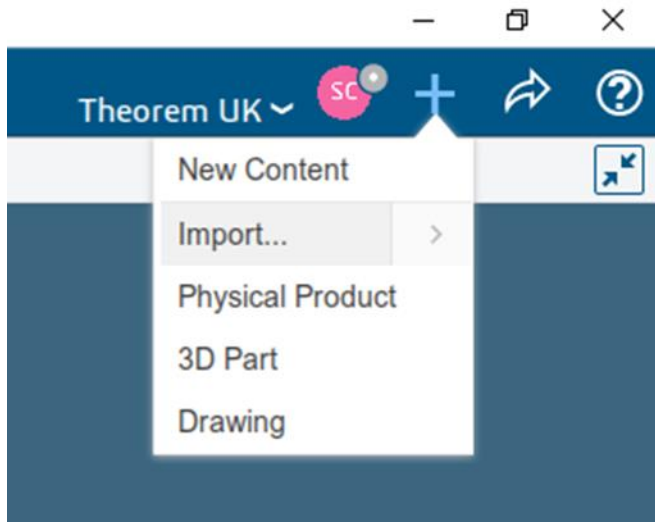 Theorem UK
SC
New Content
Import...
Physical Product
3D Part
Drawing